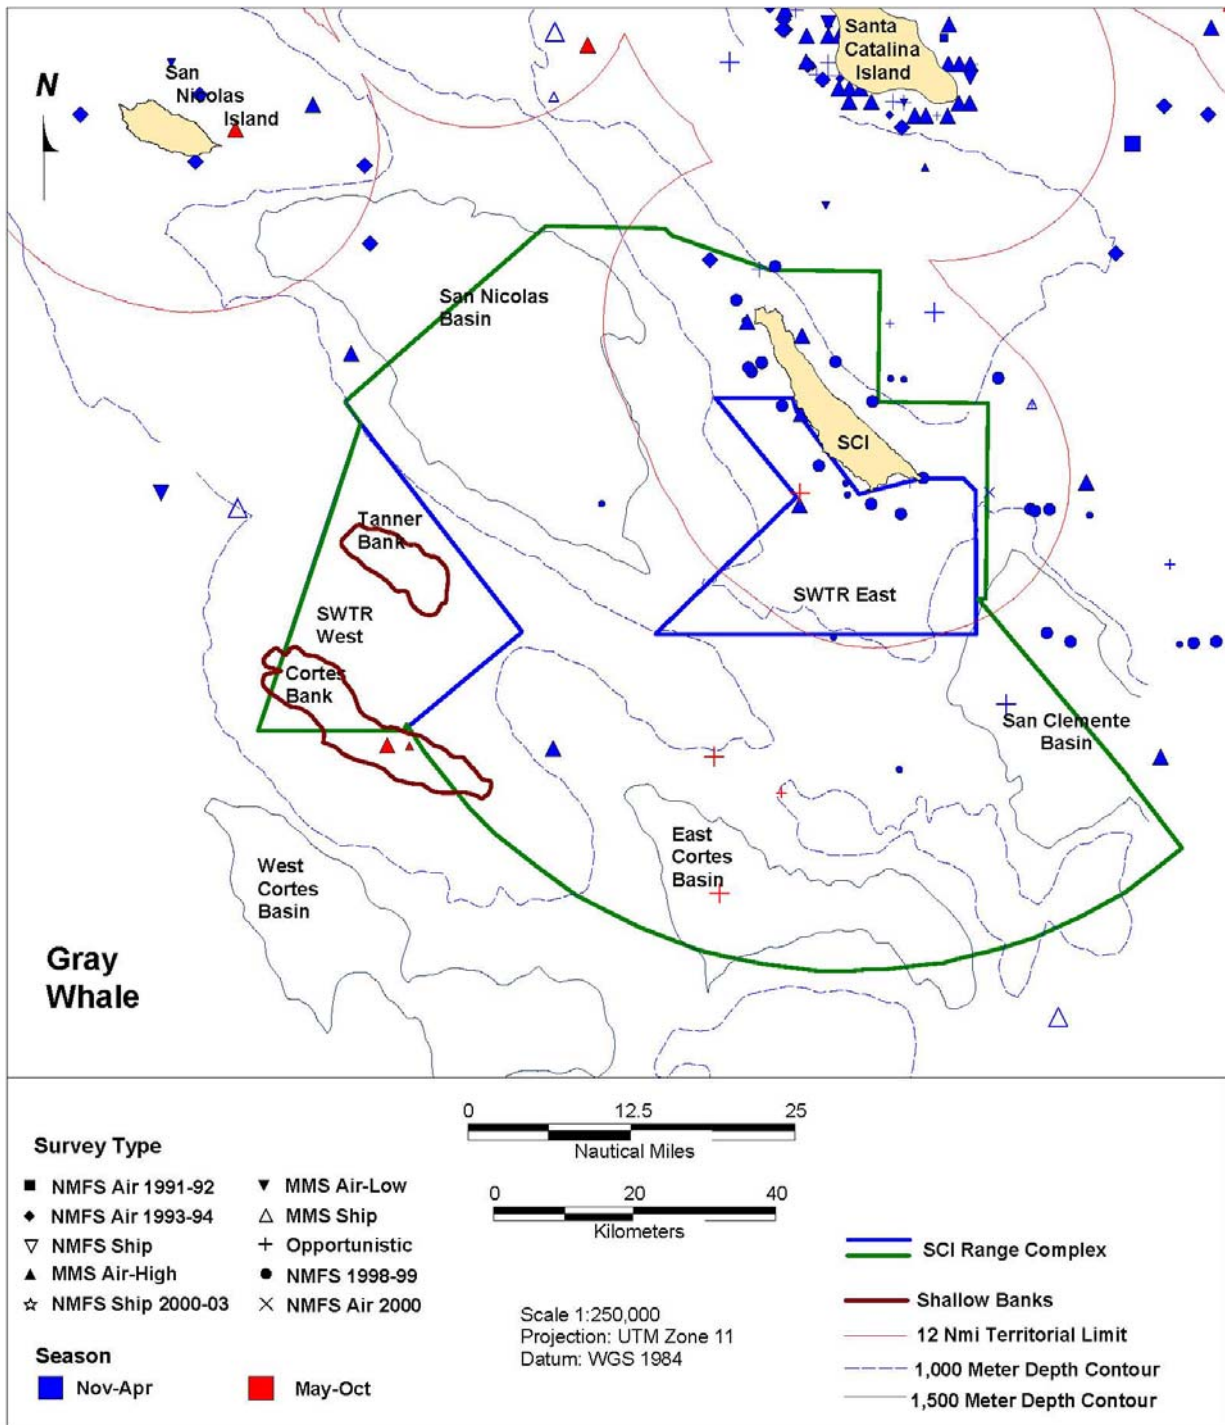 Santa
Catalina
Island
San
Nicolas
Island
N
San Nicolas
Basin
SCI
Tanner
Bank
SWTR East
SWTR
West
Cortes
Bank
San Clemente
Basin
East
Cortes
Basin
West
Cortes
Basin
Gray
Whale
0 12.5 25
Nautical Miles
0 20 40
Kilometers
Survey Type
NMFS Air 1991-92
NMFS Air 1993-94
NMFS Ship
MMS Air-High
NMFS Ship 2000-03
MMS Air-Low
MMS Ship
Opportunistic
NMFS 1998-99
NMFS Air 2000
Season
Nov-Apr
May-Oct
Scale 1:250,000
Projection: UTM Zone 11
Datum: WGS 1984
SCI Range Complex
Shallow Banks
12 Nmi Territorial Limit
1,000 Meter Depth Contour
1,500 Meter Depth Contour